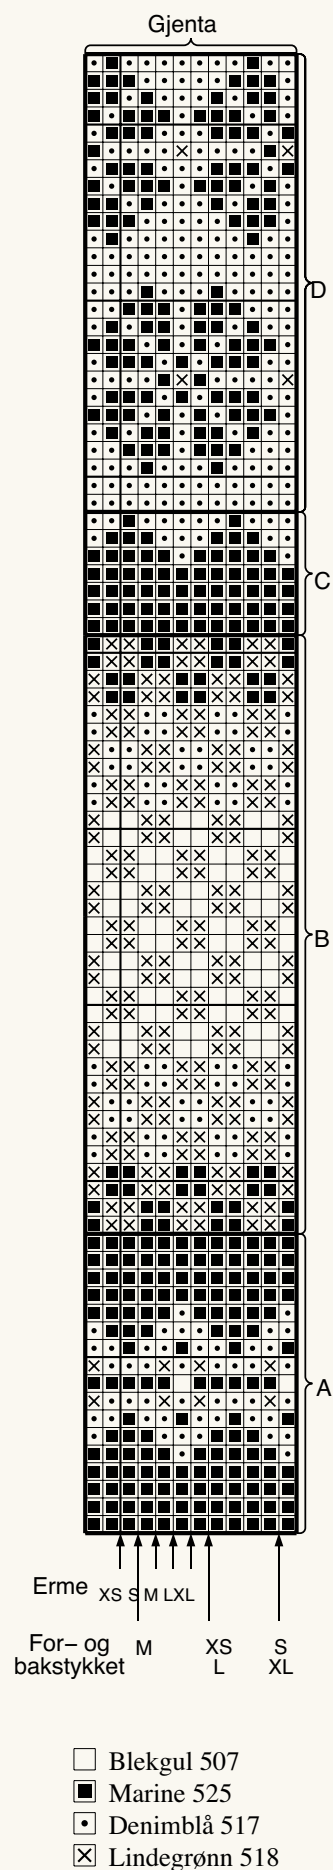 Gjenta
D
C
B
A
Erme XS S M L XL
For– og bakstykket M XS L S XL
Blekgul 507
Marine 525
Denimblå 517
Lindegrønn 518